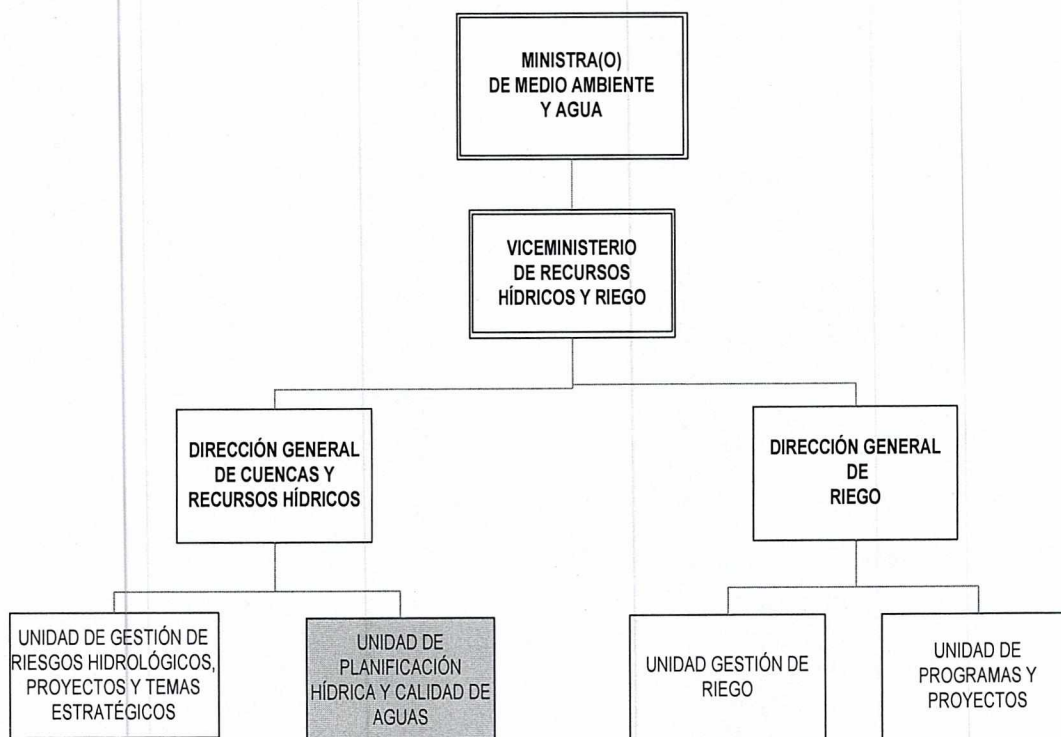 MINISTRA(O)
DE MEDIO AMBIENTE
Y AGUA
VICEMINISTERIO
DE RECURSOS
HÍDRICOS Y RIEGO
DIRECCIÓN GENERAL
DE CUENCAS Y
RECURSOS HÍDRICOS
DIRECCIÓN GENERAL
DE
RIEGO
UNIDAD DE GESTIÓN DE
RIESGOS HIDROLÓGICOS,
PROYECTOS Y TEMAS
ESTRATÉGICOS
UNIDAD DE
PLANIFICACIÓN
HÍDRICA Y CALIDAD DE
AGUAS
UNIDAD GESTIÓN DE
RIEGO
UNIDAD DE
PROGRAMAS Y
PROYECTOS